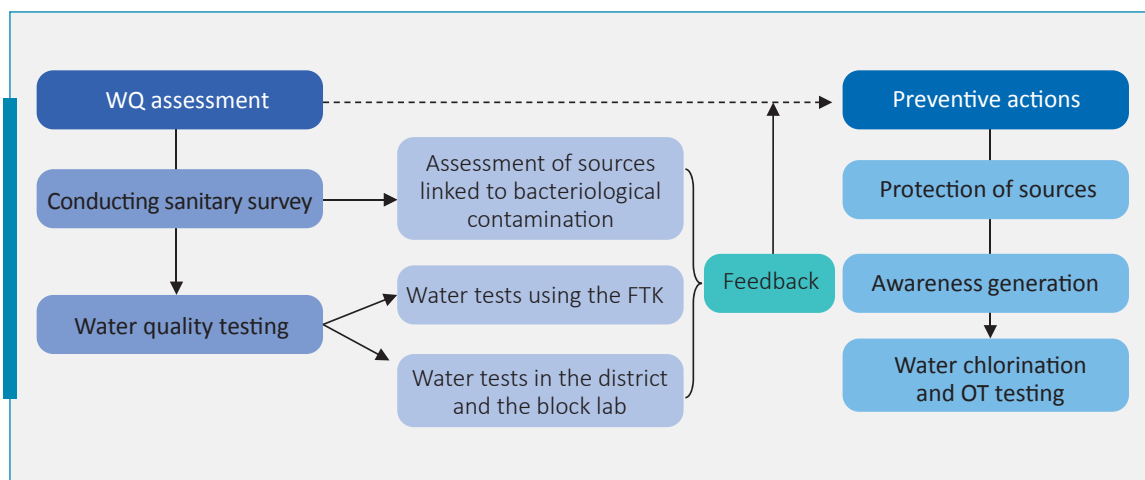 WQ assessment
Preventive actions
Conducting sanitary survey
Assessment of sources
linked to bacteriological
contamination
Protection of sources
Water quality testing
Water tests using the FTK
Feedback
Awareness generation
Water tests in the district
and the block lab
Water chlorination
and OT testing